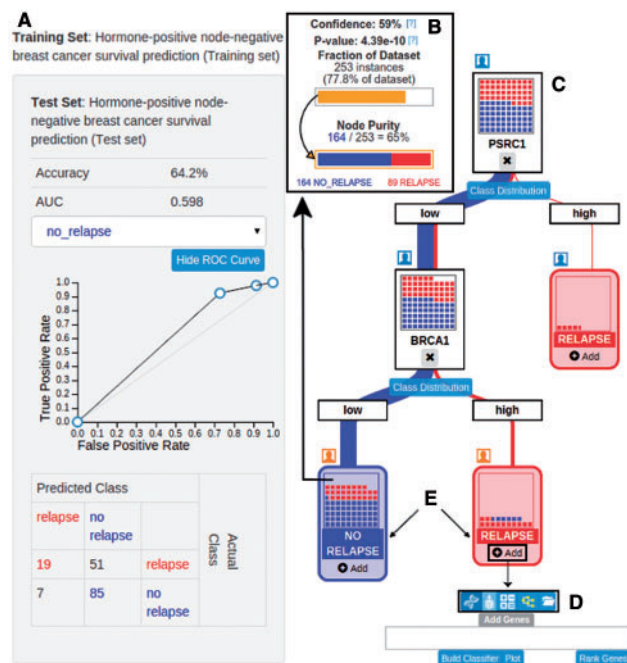 A
Training Set: Hormone-positive node-negative
breast cancer survival prediction (Training set)
Test Set: Hormone-positive node-
negative breast cancer survival
prediction (Test set)
Accuracy 64.2%
AUC 0.598
no_relapse
Hide ROC Curve
1.0
0.9
0.8
0.7
0.6
0.5
0.4
0.3
0.2
0.1
0.0
True Positive Rate
0.0 0.1 0.2 0.3 0.4 0.5 0.6 0.7 0.8 0.9 1.0
False Positive Rate
Predicted Class
relapse no
relapse
Actual
Class
19 51 relapse
7 85 no
relapse
B
Confidence: 59% [?]
P-value: 4.39e-10 [?]
Fraction of Dataset
253 instances
(77.8% of dataset)
Node Purity
164 / 253 = 65%
164 NO_RELAPSE 89 RELAPSE
C
PSRC1
Class Distribution
low high
BRCA1
RELAPSE
Add
Class Distribution
low high
E
NO
RELAPSE
Add
RELAPSE
Add
D
Add Genes
Build Classifier Plot Rank Genes